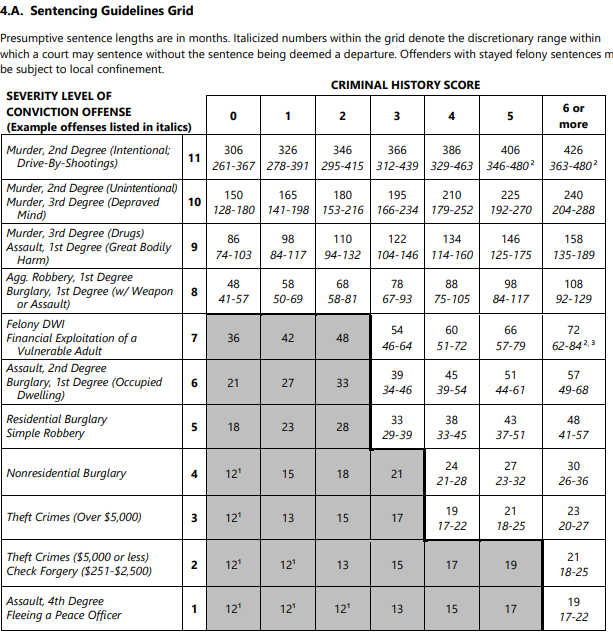 4.A. Sentencing Guidelines Grid
Presumptive sentence lengths are in months. Italicized numbers within the grid denote the discretionary range within
which a court may sentence without the sentence being deemed a departure. Offenders with stayed felony sentences m
be subject to local confinement.
CRIMINAL HISTORY SCORE
SEVERITY LEVEL OF
CONVICTION OFFENSE
(Example offenses listed in italics)
0 1 2 3 4 5 6 or
more
Murder, 2nd Degree (Intentional;
Drive-By-Shootings)
11
306 326 346 366 386 406 426
261-367 278-391 295-415 312-439 329-463 346-480² 363-480²
Murder, 2nd Degree (Unintentional)
Murder, 3rd Degree (Depraved
Mind)
10
150 165 180 195 210 225 240
128-180 141-198 153-216 166-234 179-252 192-270 204-288
Murder, 3rd Degree (Drugs)
Assault, 1st Degree (Great Bodily
Harm)
9
86 98 110 122 134 146 158
74-103 84-117 94-132 104-146 114-160 125-175 135-189
Agg. Robbery, 1st Degree
Burglary, 1st Degree (w/ Weapon
or Assault)
8
48 58 68 78 88 98 108
41-57 50-69 58-81 67-93 75-105 84-117 92-129
Felony DWI
Financial Exploitation of a
Vulnerable Adult
7
36 42 48 54 60 66 72
46-64 51-72 57-79 62-84²,³
Assault, 2nd Degree
Burglary, 1st Degree (Occupied
Dwelling)
6
21 27 33 39 45 51 57
34-46 39-54 44-61 49-68
Residential Burglary
Simple Robbery
5
18 23 28 33 38 43 48
29-39 33-45 37-51 41-57
Nonresidential Burglary
4
12¹ 15 18 21 24 27 30
21-28 23-32 26-36
Theft Crimes (Over $5,000)
3
12¹ 13 15 17 19 21 23
17-22 18-25 20-27
Theft Crimes ($5,000 or less)
Check Forgery ($251-$2,500)
2
12¹ 12¹ 13 15 17 19 21
18-25
Assault, 4th Degree
Fleeing a Peace Officer
1
12¹ 12¹ 12¹ 13 15 17 19
17-22